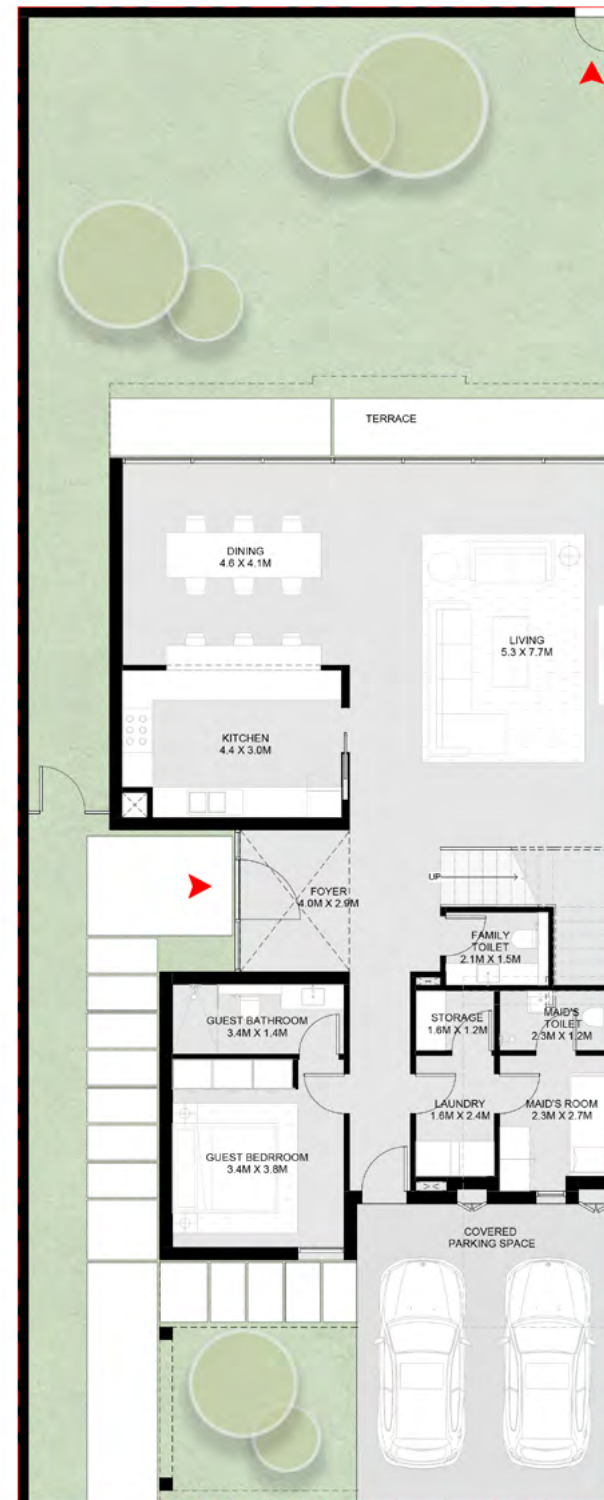 TERRACE
DINING
4.6 X 4.1M
LIVING
5.3 X 7.7M
KITCHEN
4.4 X 3.0M
UP
FOYER
4.0M X 2.9M
FAMILY
TOILET
2.1M X 1.5M
GUEST BATHROOM
3.4M X 1.4M
STORAGE
1.6M X 1.2M
MAID'S
TOILET
2.3M X 1.2M
LAUNDRY
1.6M X 2.4M
MAID'S ROOM
2.3M X 2.7M
GUEST BEDRROOM
3.4M X 3.8M
COVERED
PARKING SPACE